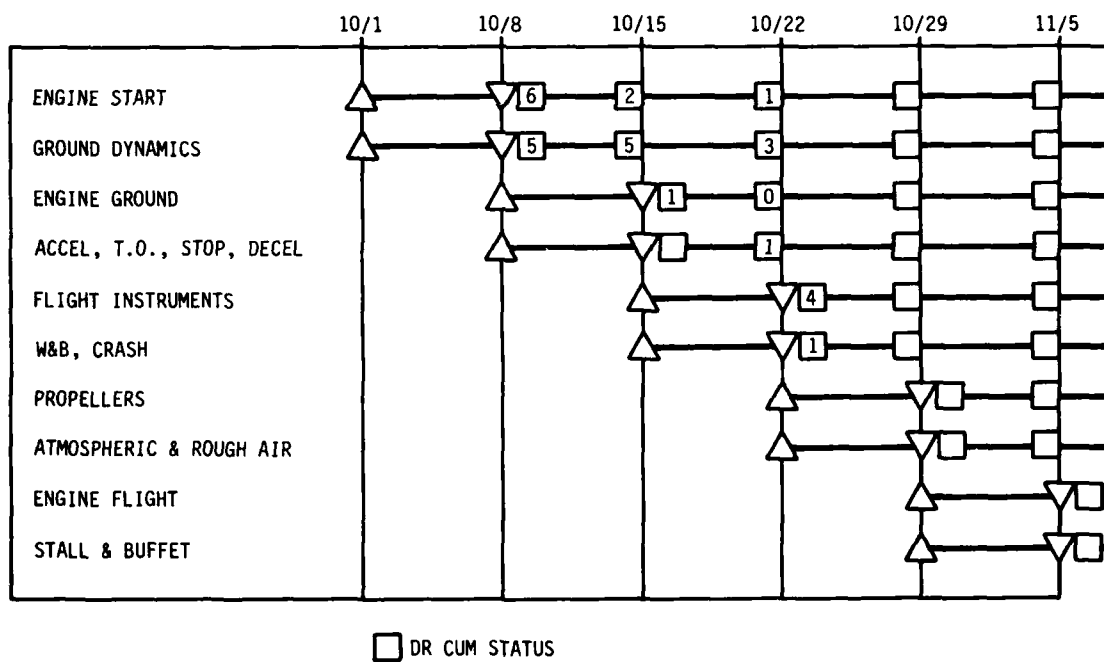 10/1 10/8 10/15 10/22 10/29 11/5
ENGINE START 6 2 1
GROUND DYNAMICS 5 5 3
ENGINE GROUND 1 0
ACCEL, T.O., STOP, DECEL 1
FLIGHT INSTRUMENTS 4
W&B, CRASH 1
PROPELLERS
ATMOSPHERIC & ROUGH AIR
ENGINE FLIGHT
STALL & BUFFET
DR CUM STATUS